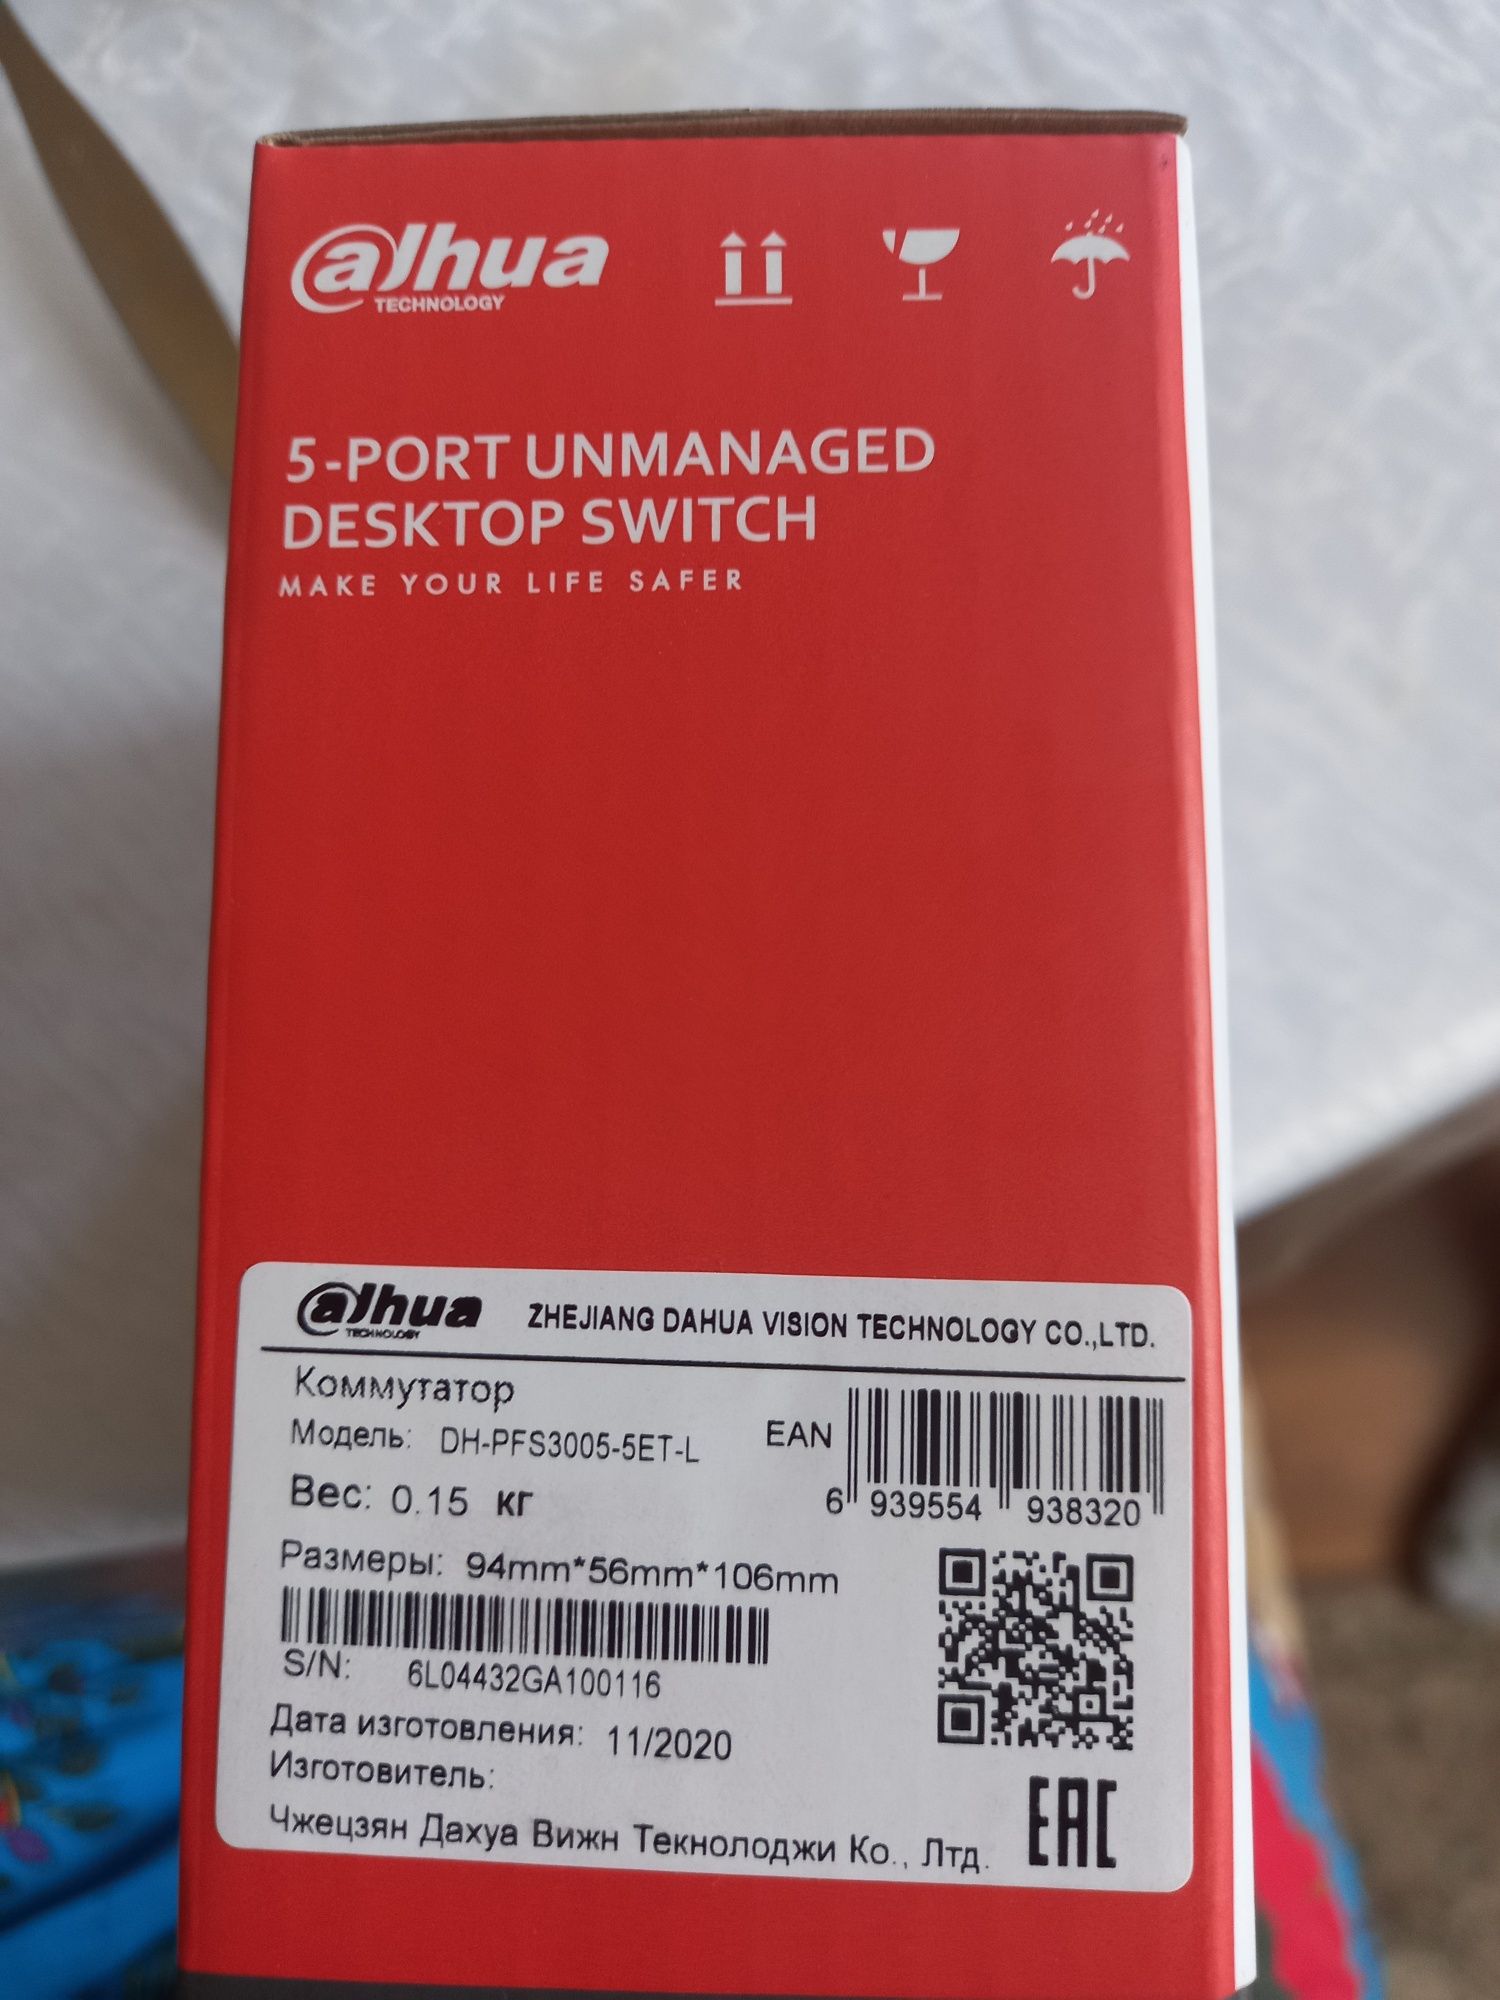 alhua
TECHNOLOGY
5-PORT UNMANAGED
DESKTOP SWITCH
MAKE YOUR LIFE SAFER
alhua
TECHNOLOGY
ZHEJIANG DAHUA VISION TECHNOLOGY CO.,LTD.
Коммутатор
Модель: DH-PFS3005-5ET-L
EAN
6 939554 938320
Вес: 0.15 кг
Размеры: 94mm*56mm*106mm
S/N: 6L04432GA100116
Дата изготовления: 11/2020
Изготовитель:
Чжецзян Дахуа Вижн Текнолоджи Ко., Лтд.
EAC